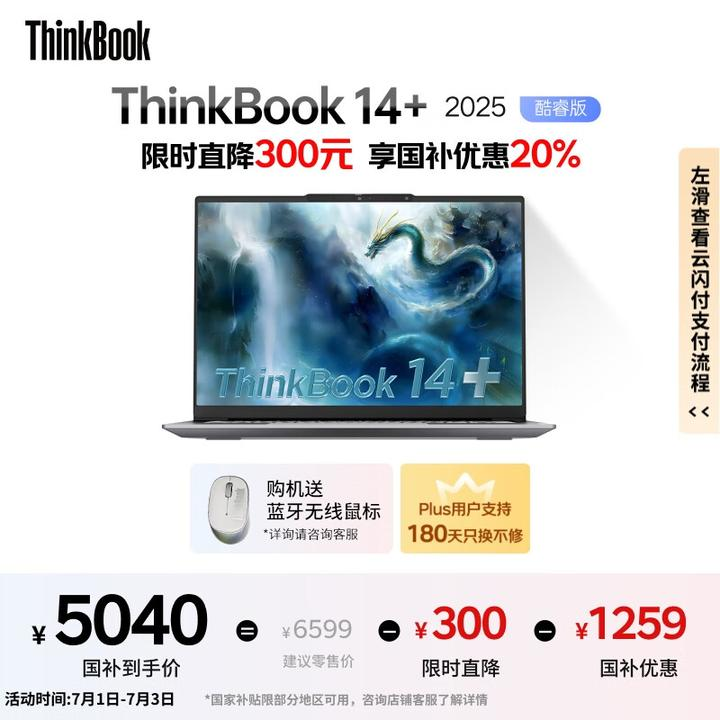 ThinkBook
ThinkBook 14+ 2025 酷睿版
限时直降300元 享国补优惠20%
左滑查看云闪付支付流程
<<
ThinkBook 14+
购机送
蓝牙无线鼠标
*详询请咨询客服
Plus用户支持
180天只换不修
¥5040 = ¥6599 - ¥300 - ¥1259
国补到手价 建议零售价 限时直降 国补优惠
活动时间:7月1日-7月3日 *国家补贴限部分地区可用，咨询店铺客服了解详情